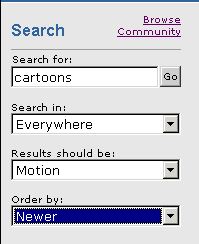 Browse
Search Community
Search for:
cartoons Go
Search in:
Everywhere
Results should be:
Motion
Order by:
Newer